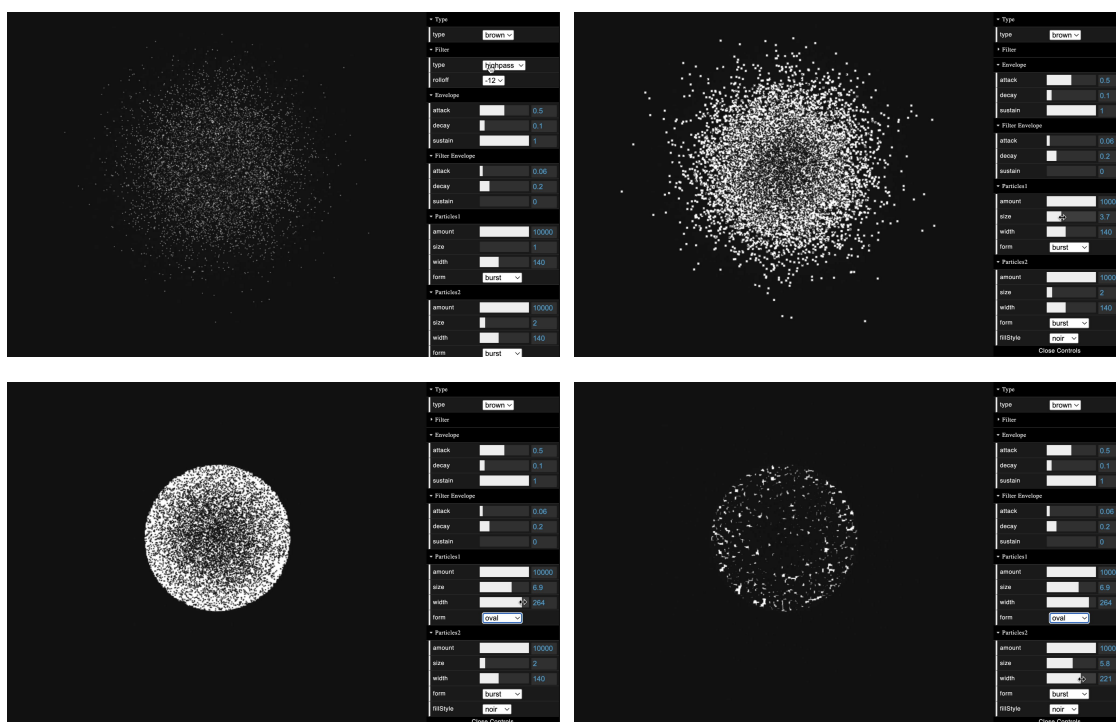 Type
type brown
Filter
type highpass
rolloff -12
Envelope
attack 0.5
decay 0.1
sustain 1
Filter Envelope
attack 0.06
decay 0.2
sustain 0
Particles1
amount 10000
size 1
width 140
form burst
Particles2
amount 10000
size 2
width 140
form burst
Type
type brown
Filter
Envelope
attack 0.5
decay 0.1
sustain 1
Filter Envelope
attack 0.06
decay 0.2
sustain 0
Particles1
amount 1000
size 3.7
width 140
form burst
Particles2
amount 1000
size 2
width 140
form burst
fillStyle noir
Close Controls
Type
type brown
Filter
Envelope
attack 0.5
decay 0.1
sustain 1
Filter Envelope
attack 0.06
decay 0.2
sustain 0
Particles1
amount 10000
size 6.9
width 264
form oval
Particles2
amount 10000
size 2
width 140
form burst
fillStyle noir
Close Controls
Type
type brown
Filter
Envelope
attack 0.5
decay 0.1
sustain 1
Filter Envelope
attack 0.06
decay 0.2
sustain 0
Particles1
amount 1000
size 6.9
width 264
form oval
Particles2
amount 1000
size 5.8
width 221
form burst
fillStyle noir
Close Controls